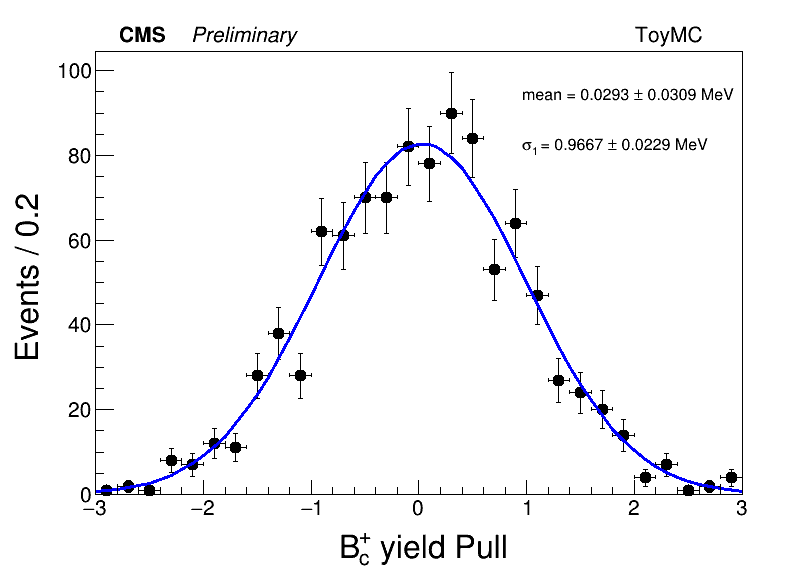 CMS Preliminary ToyMC
mean = 0.0293 ± 0.0309 MeV
σ1 = 0.9667 ± 0.0229 MeV
Events / 0.2
100
80
60
40
20
0
−3 −2 −1 0 1 2 3
B+c yield Pull